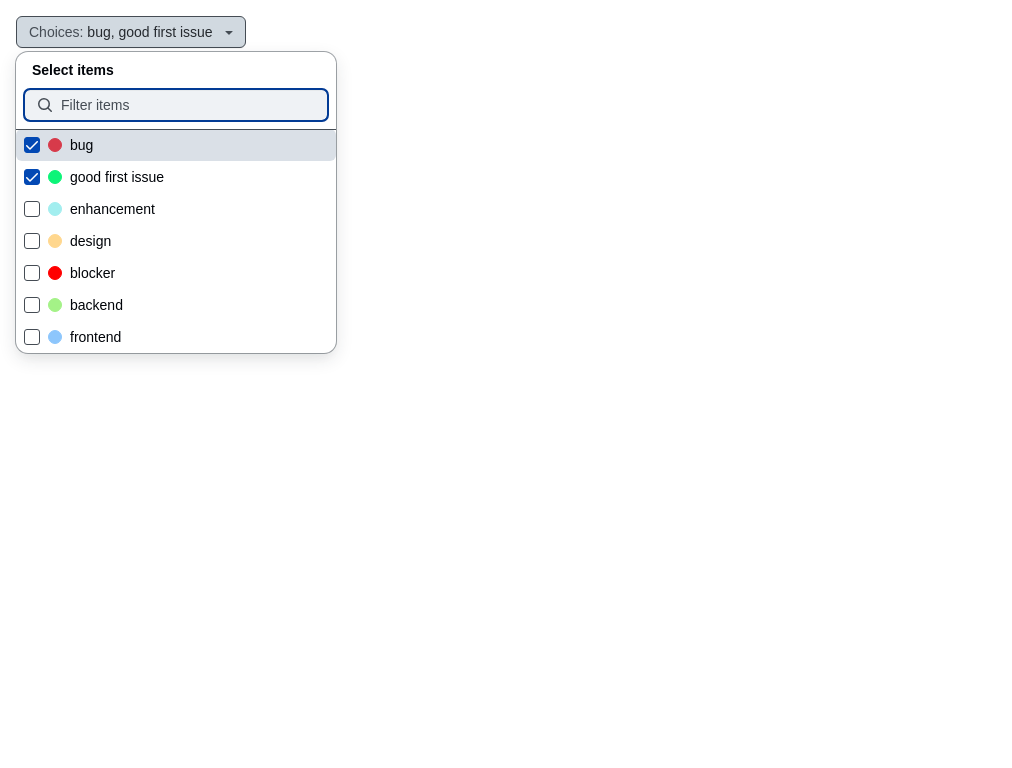 Choices: bug, good first issue
Select items
Filter items
bug
good first issue
enhancement
design
blocker
backend
frontend